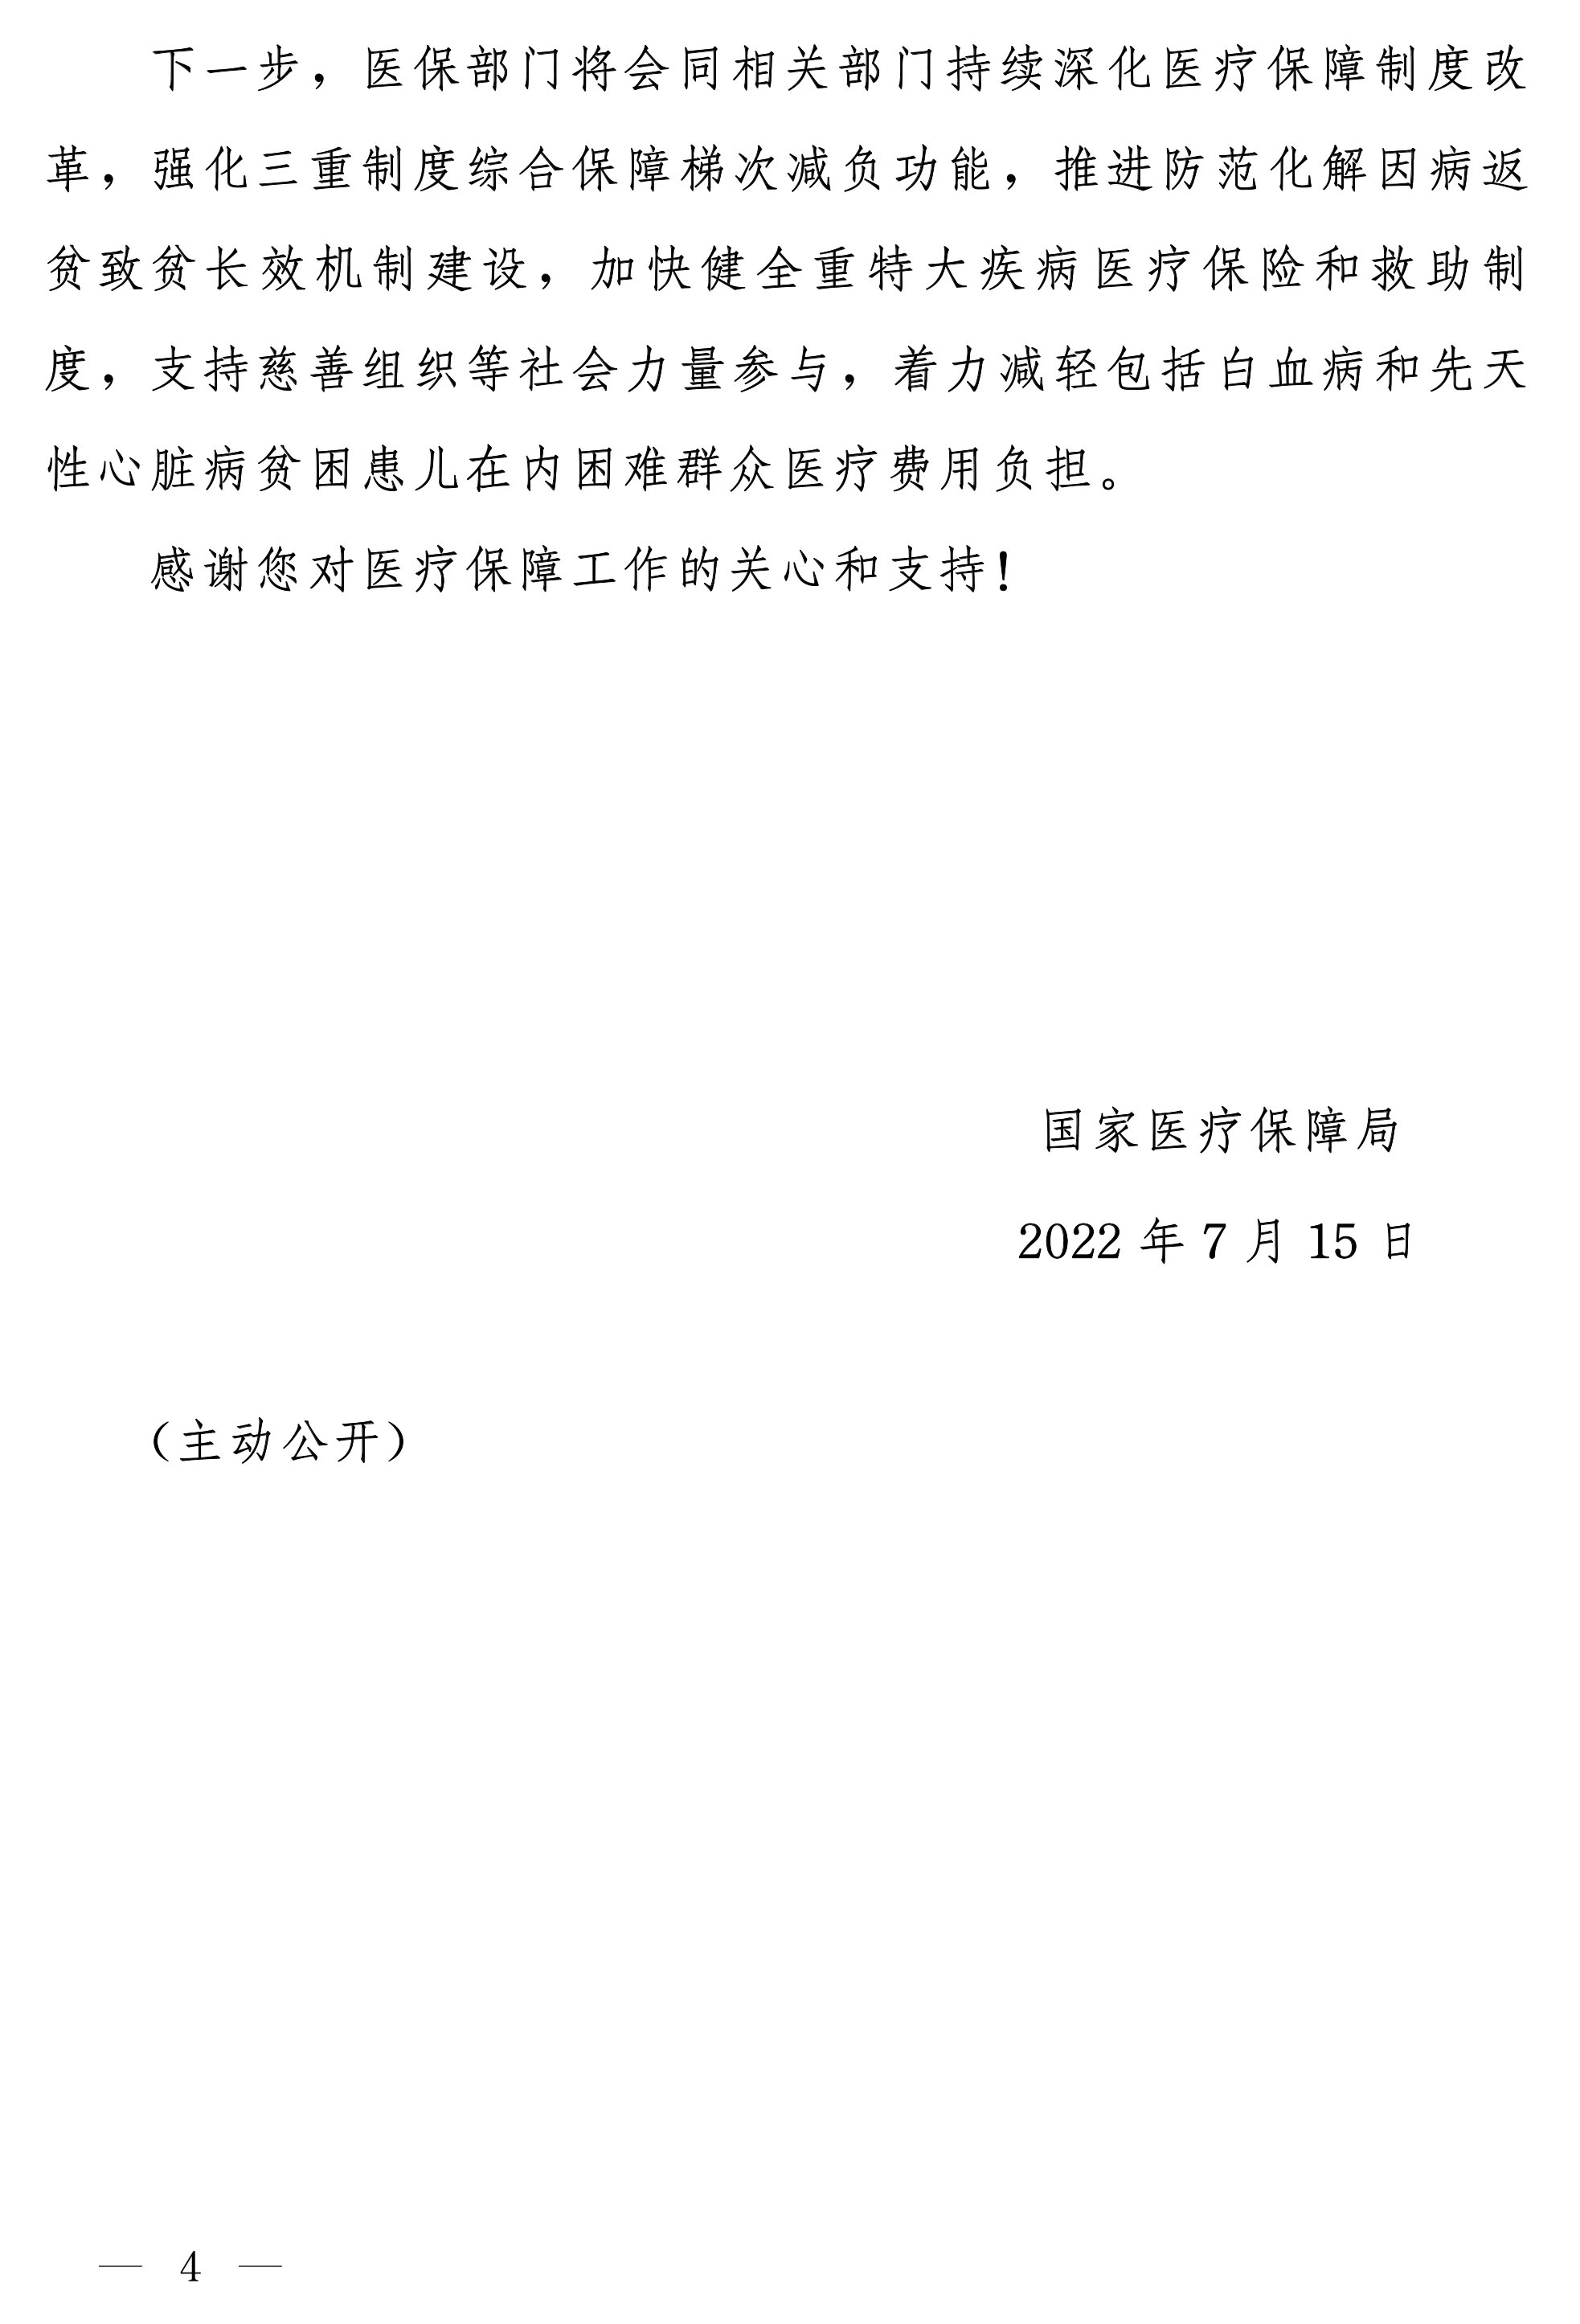 下一步，医保部门将会同相关部门持续深化医疗保障制度改
革，强化三重制度综合保障梯次减负功能，推进防范化解因病返
贫致贫长效机制建设，加快健全重特大疾病医疗保险和救助制
度，支持慈善组织等社会力量参与，着力减轻包括白血病和先天
性心脏病贫困患儿在内困难群众医疗费用负担。
感谢您对医疗保障工作的关心和支持！
国家医疗保障局
2022 年 7 月 15 日
（主动公开）
— 4 —